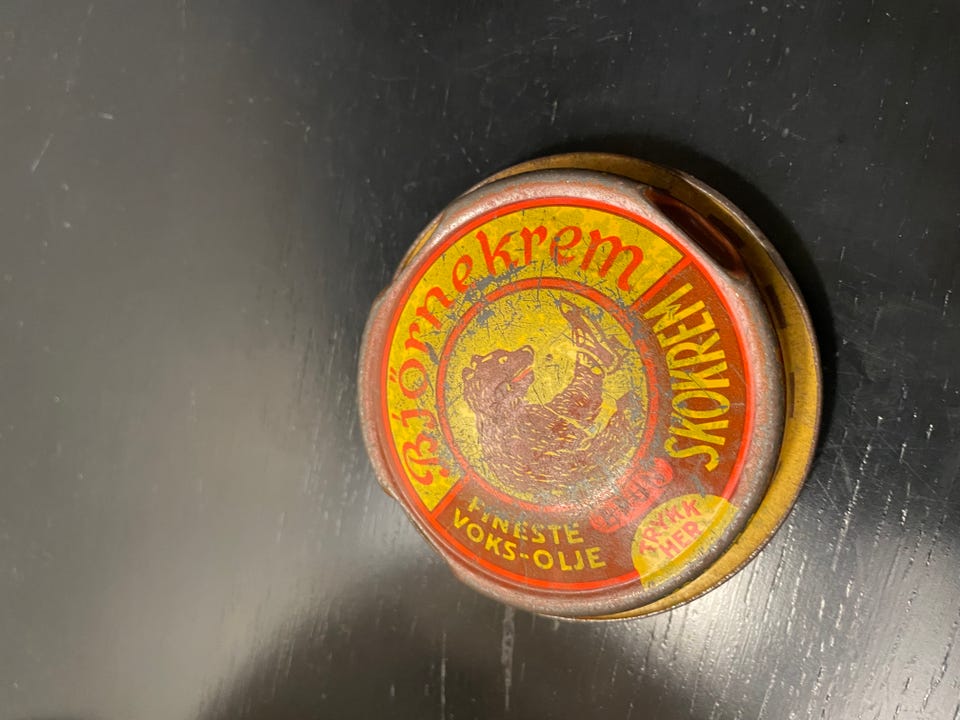 Björnekrem
SKOKREM
FINESTE
VOKS-OLJE
TRYKK
HER